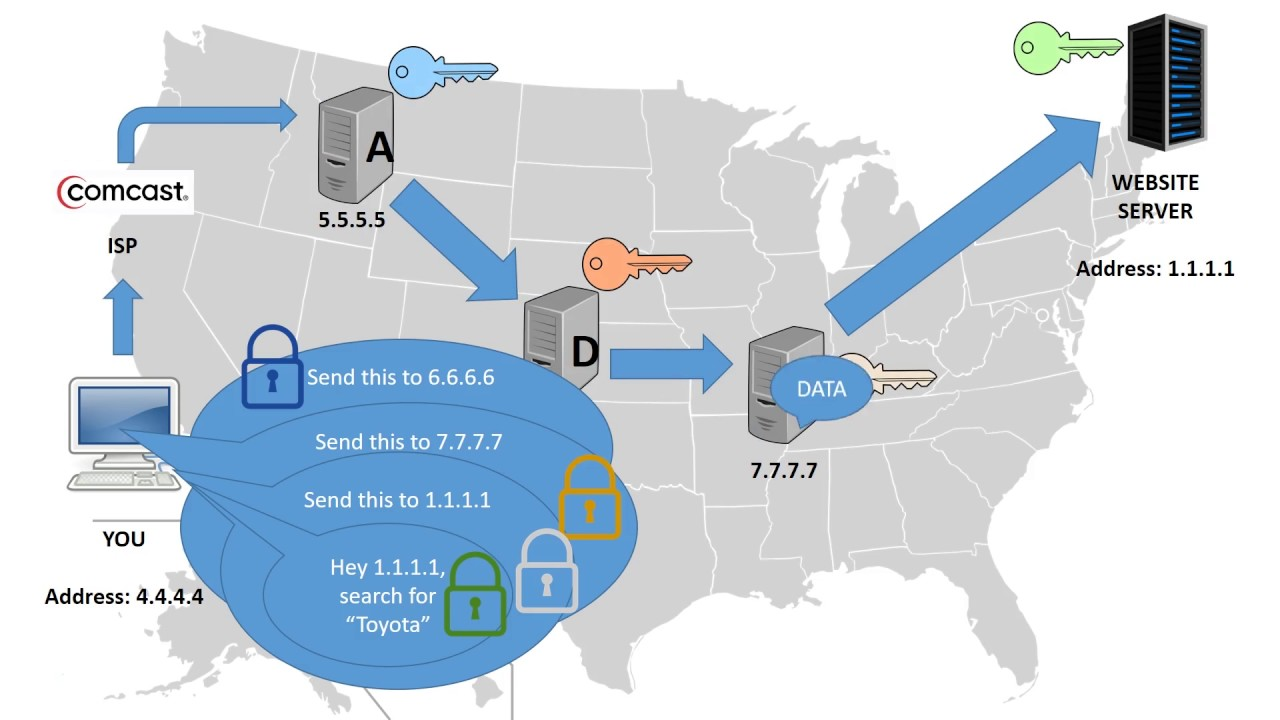 A
5.5.5.5
comcast.
ISP
WEBSITE
SERVER
Address: 1.1.1.1
D
Send this to 6.6.6.6
DATA
Send this to 7.7.7.7
7.7.7.7
Send this to 1.1.1.1
YOU
Hey 1.1.1.1,
search for
“Toyota”
Address: 4.4.4.4